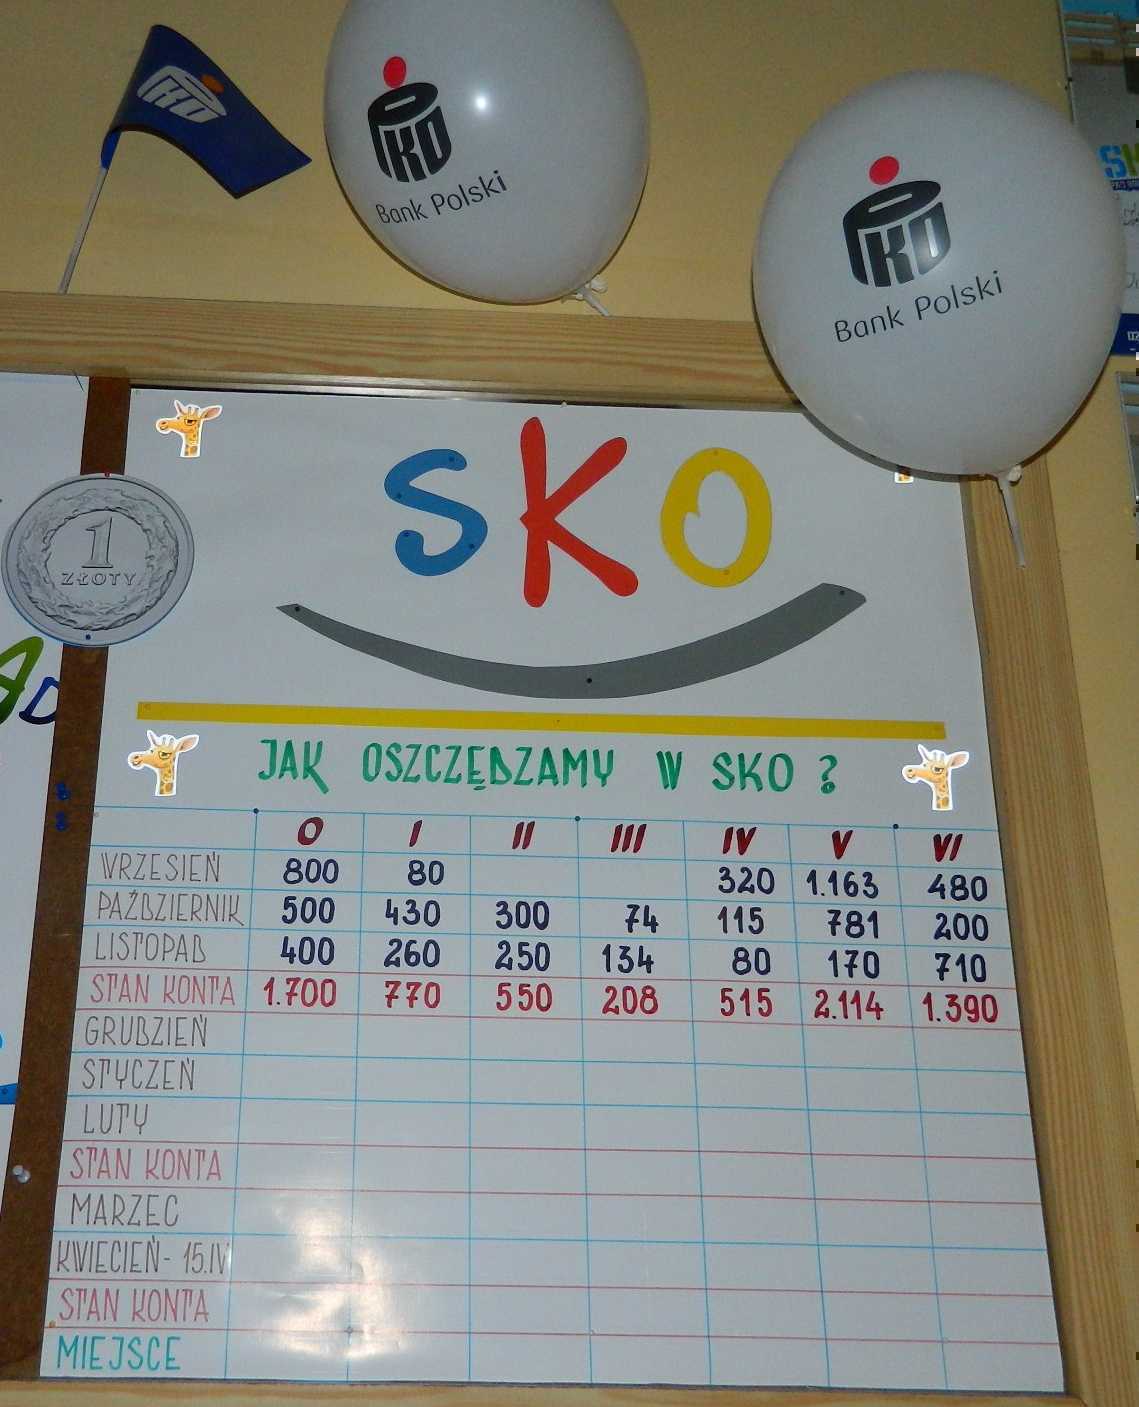 PKO
PKO
Bank Polski
PKO
Bank Polski
SKO
1
ZŁOTY
JAK OSZCZĘDZAMY W SKO ?
O I II III IV V VI
WRZESIEŃ 800 80 320 1.163 480
PAŹDZIERNIK 500 430 300 74 115 781 200
LISTOPAD 400 260 250 134 80 170 710
STAN KONTA 1.700 770 550 208 515 2.114 1.390
GRUDZIEŃ
STYCZEŃ
LUTY
STAN KONTA
MARZEC
KWIECIEŃ- 15.IV
STAN KONTA
MIEJSCE